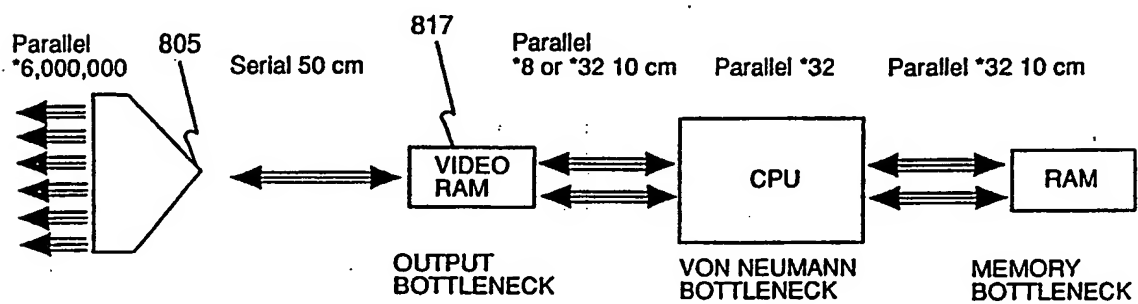 Parallel
*6,000,000
805
Serial 50 cm
817
Parallel
*8 or *32 10 cm
Parallel *32
Parallel *32 10 cm
VIDEO
RAM
CPU
RAM
OUTPUT
BOTTLENECK
VON NEUMANN
BOTTLENECK
MEMORY
BOTTLENECK